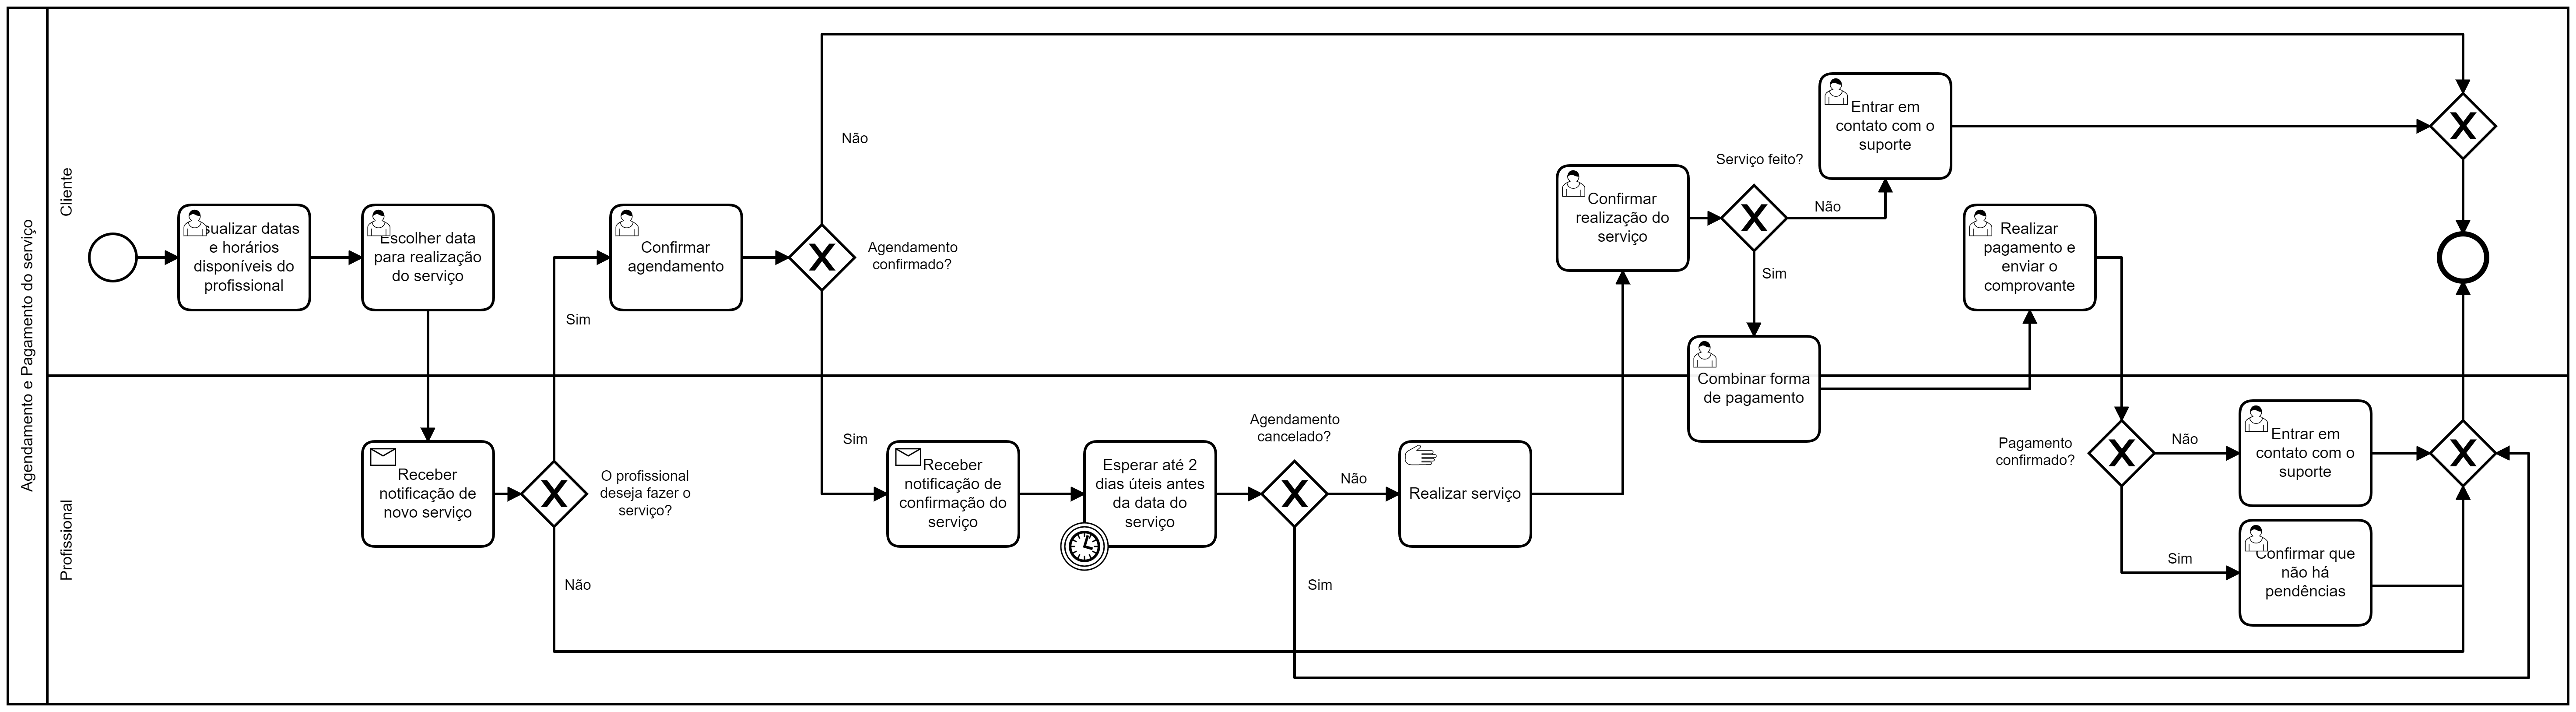 Agendamento e Pagamento do serviço
Cliente
sualizar datas
e horários
disponíveis do
profissional
Escolher data
para realização
do serviço
Sim
Confirmar
agendamento
Não
Agendamento
confirmado?
Confirmar
realização do
serviço
Serviço feito?
Não
Sim
Entrar em
contato com o
suporte
Combinar forma
de pagamento
Realizar
pagamento e
enviar o
comprovante
Profissional
Receber
notificação de
novo serviço
O profissional
deseja fazer o
serviço?
Não
Sim
Receber
notificação de
confirmação do
serviço
Esperar até 2
dias úteis antes
da data do
serviço
Agendamento
cancelado?
Não
Sim
Realizar serviço
Pagamento
confirmado?
Não
Sim
Entrar em
contato com o
suporte
Confirmar que
não há
pendências